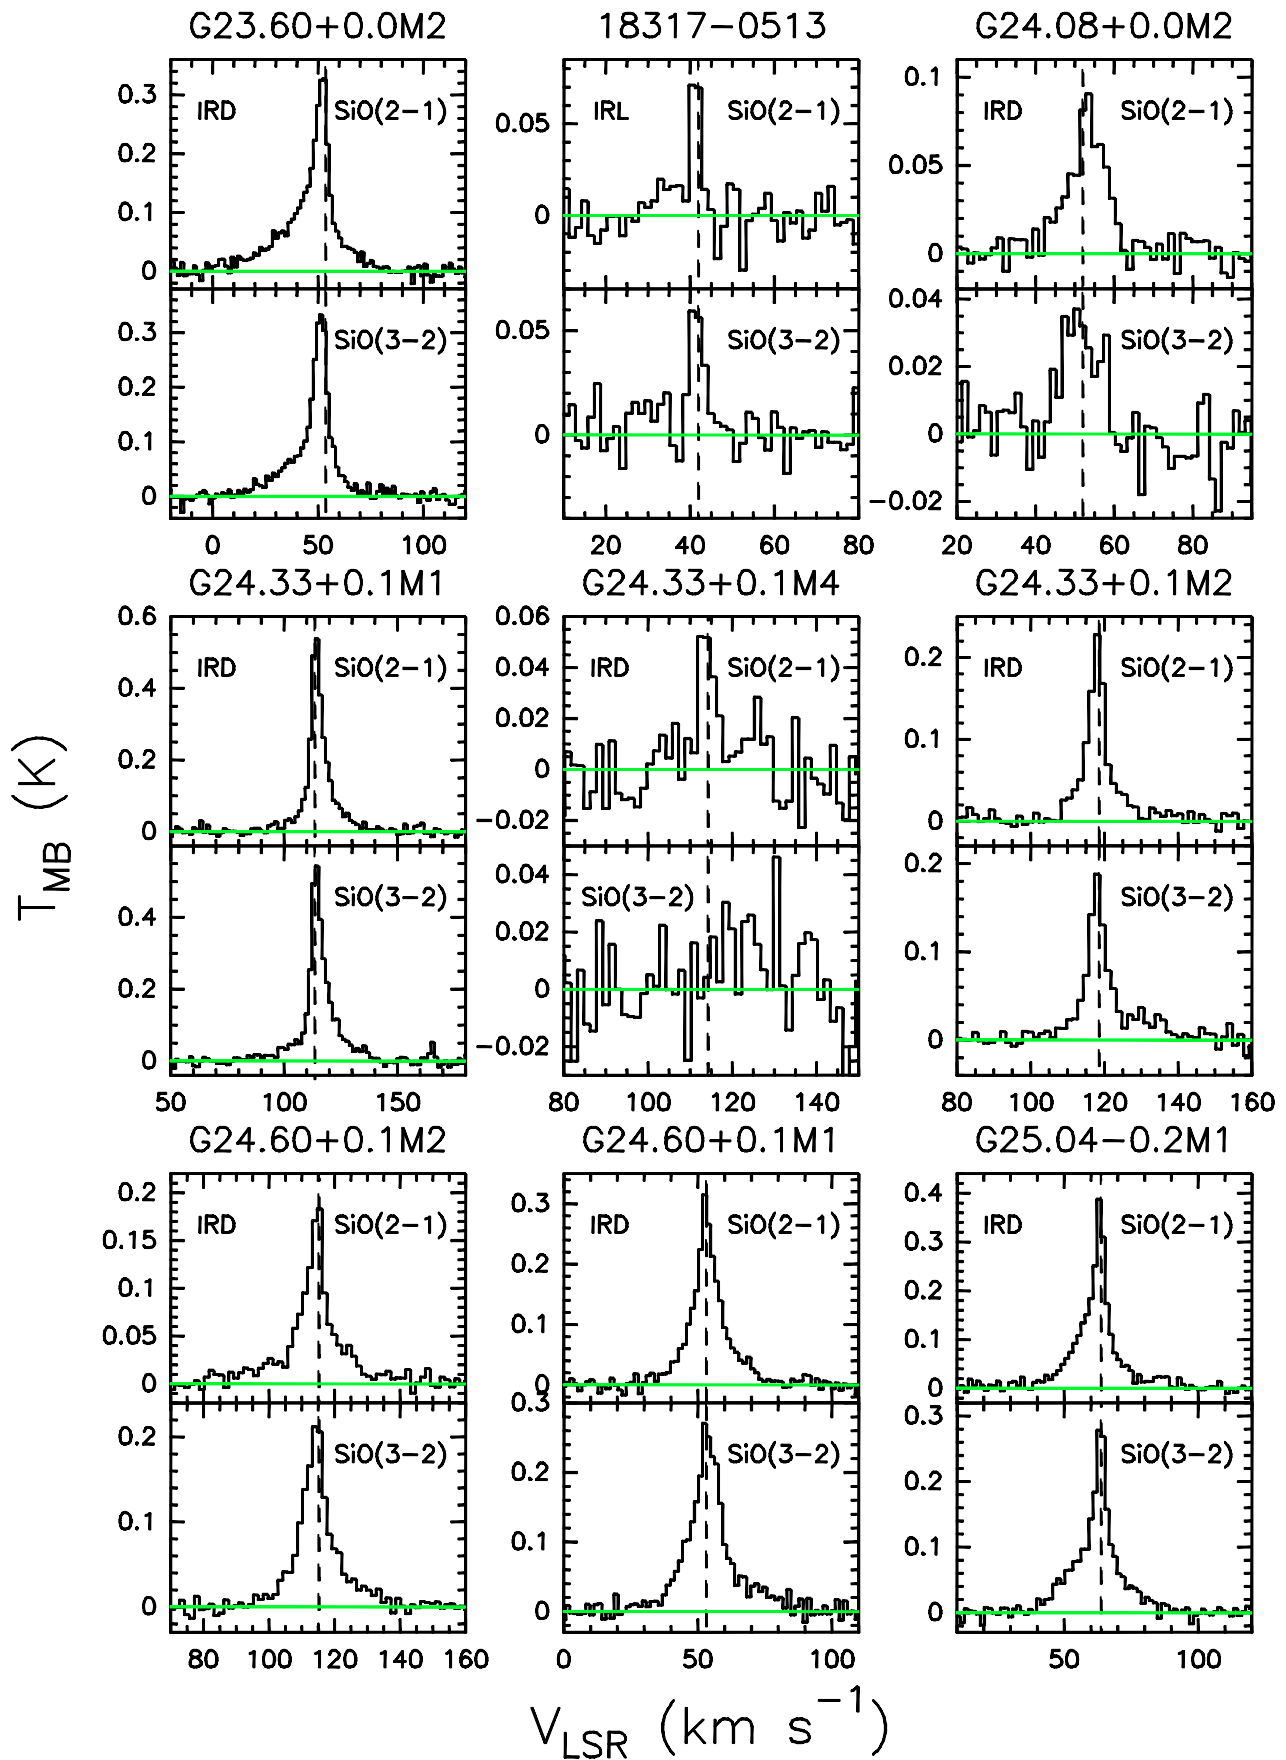 G23.60+0.0M2 18317−0513 G24.08+0.0M2
IRD SiO(2−1) IRL SiO(2−1) IRD SiO(2−1)
0.3 0.2 0.1 0
0.05 0
0.1 0.05 0
SiO(3−2) SiO(3−2) SiO(3−2)
0.3 0.2 0.1 0
0.05 0
0.04 0.02 0 −0.02
0 50 100
20 40 60 80
20 40 60 80
G24.33+0.1M1 G24.33+0.1M4 G24.33+0.1M2
IRD SiO(2−1) IRD SiO(2−1) IRD SiO(2−1)
0.6 0.4 0.2 0
0.06 0.04 0.02 0 −0.02
0.2 0.1 0
SiO(3−2) SiO(3−2) SiO(3−2)
0.4 0.2 0
0.04 0.02 0 −0.02
0.2 0.1 0
50 100 150
80 100 120 140
80 100 120 140 160
G24.60+0.1M2 G24.60+0.1M1 G25.04−0.2M1
IRD SiO(2−1) IRD SiO(2−1) IRD SiO(2−1)
0.2 0.15 0.1 0.05 0
0.3 0.2 0.1 0
0.4 0.3 0.2 0.1 0
SiO(3−2) SiO(3−2) SiO(3−2)
0.2 0.1 0
0.3 0.2 0.1 0
0.3 0.2 0.1 0
80 100 120 140 160
0 50 100
50 100
T_MB (K)
V_LSR (km s⁻¹)